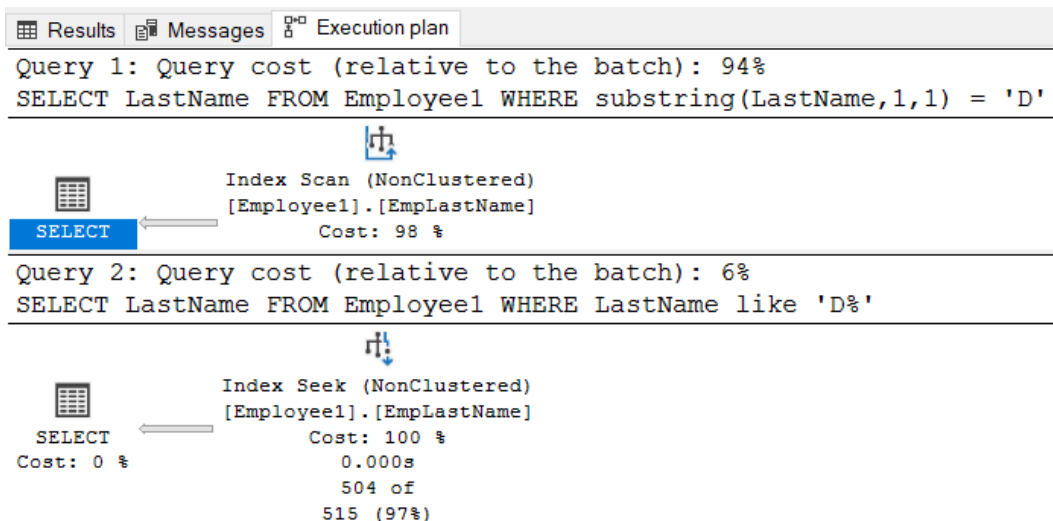 Results Messages Execution plan
Query 1: Query cost (relative to the batch): 94%
SELECT LastName FROM Employee1 WHERE substring(LastName,1,1) = 'D'
Index Scan (NonClustered)
[Employee1].[EmpLastName]
SELECT
Cost: 98 %
Query 2: Query cost (relative to the batch): 6%
SELECT LastName FROM Employee1 WHERE LastName like 'D%'
Index Seek (NonClustered)
[Employee1].[EmpLastName]
SELECT
Cost: 100 %
Cost: 0 %
0.000s
504 of
515 (97%)